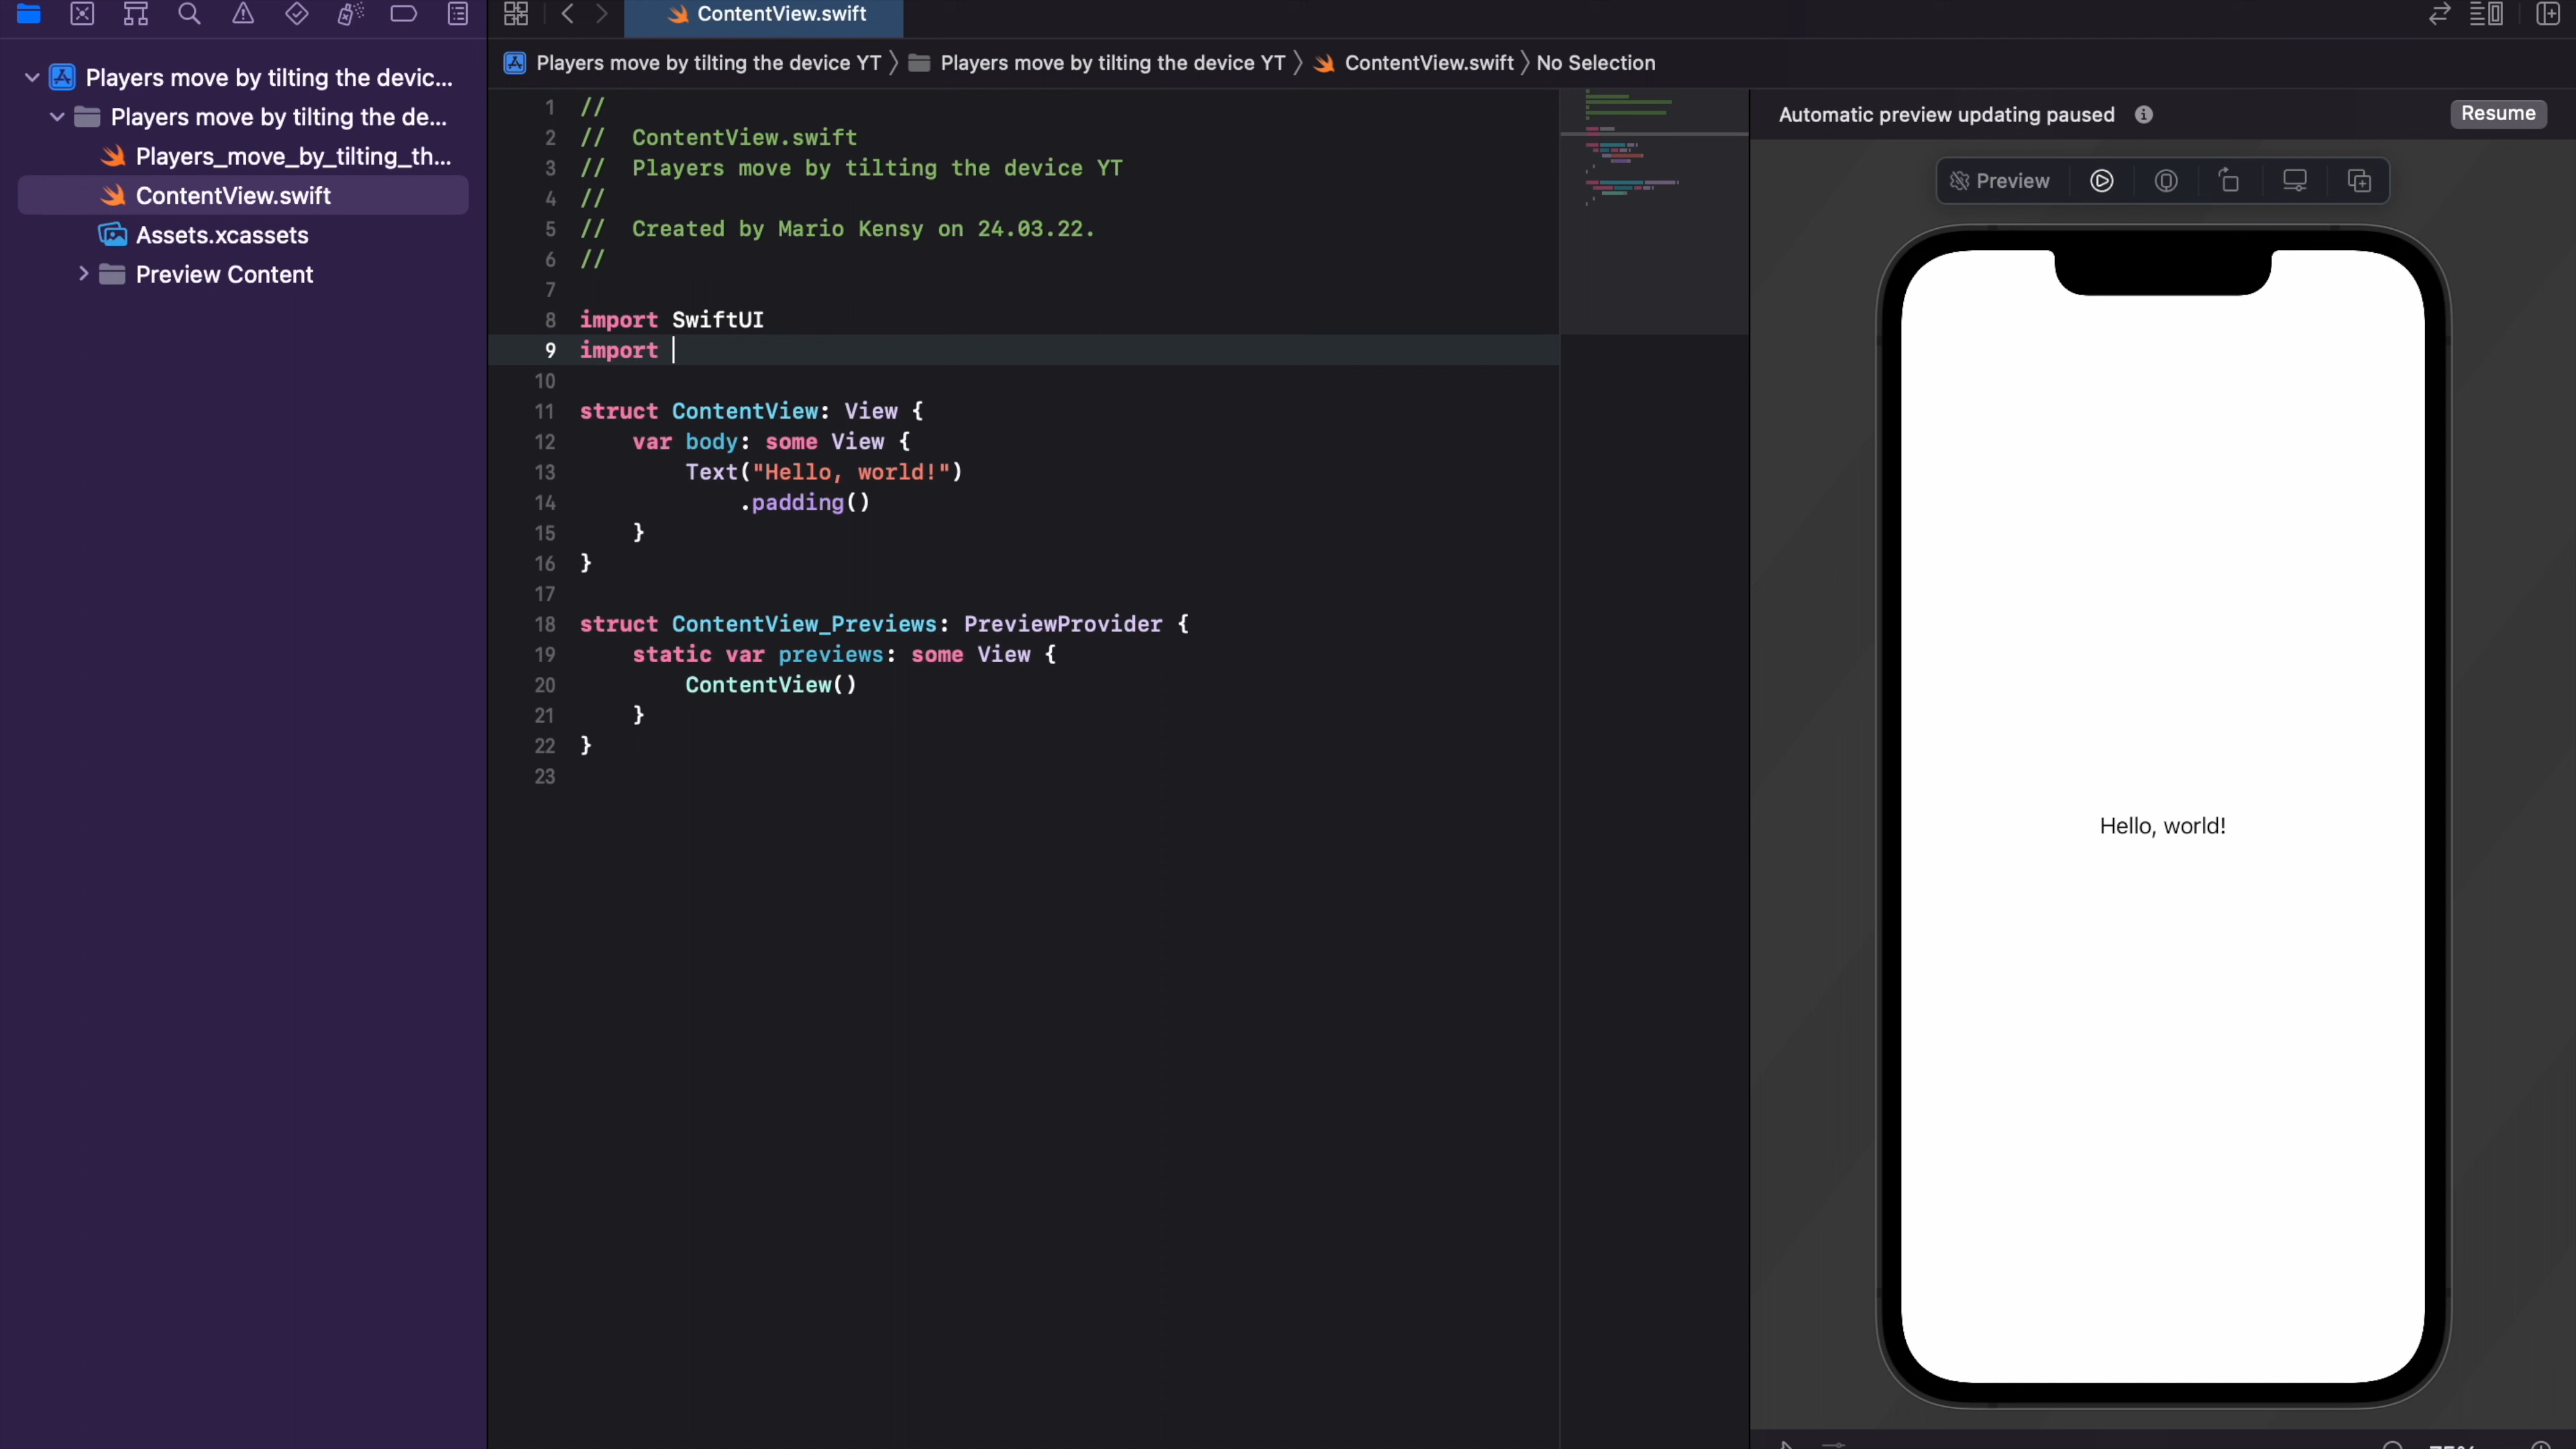 ContentView.swift
Players move by tilting the device YT 〉 Players move by tilting the device YT 〉 ContentView.swift 〉 No Selection
Players move by tilting the devic...
Players move by tilting the de...
Players_move_by_tilting_th...
ContentView.swift
Assets.xcassets
Preview Content
1 //
2 // ContentView.swift
3 // Players move by tilting the device YT
4 //
5 // Created by Mario Kensy on 24.03.22.
6 //
7
8 import SwiftUI
9 import
10
11 struct ContentView: View {
12 var body: some View {
13 Text("Hello, world!")
14 .padding()
15 }
16 }
17
18 struct ContentView_Previews: PreviewProvider {
19 static var previews: some View {
20 ContentView()
21 }
22 }
23
Automatic preview updating paused
Resume
Preview
Hello, world!